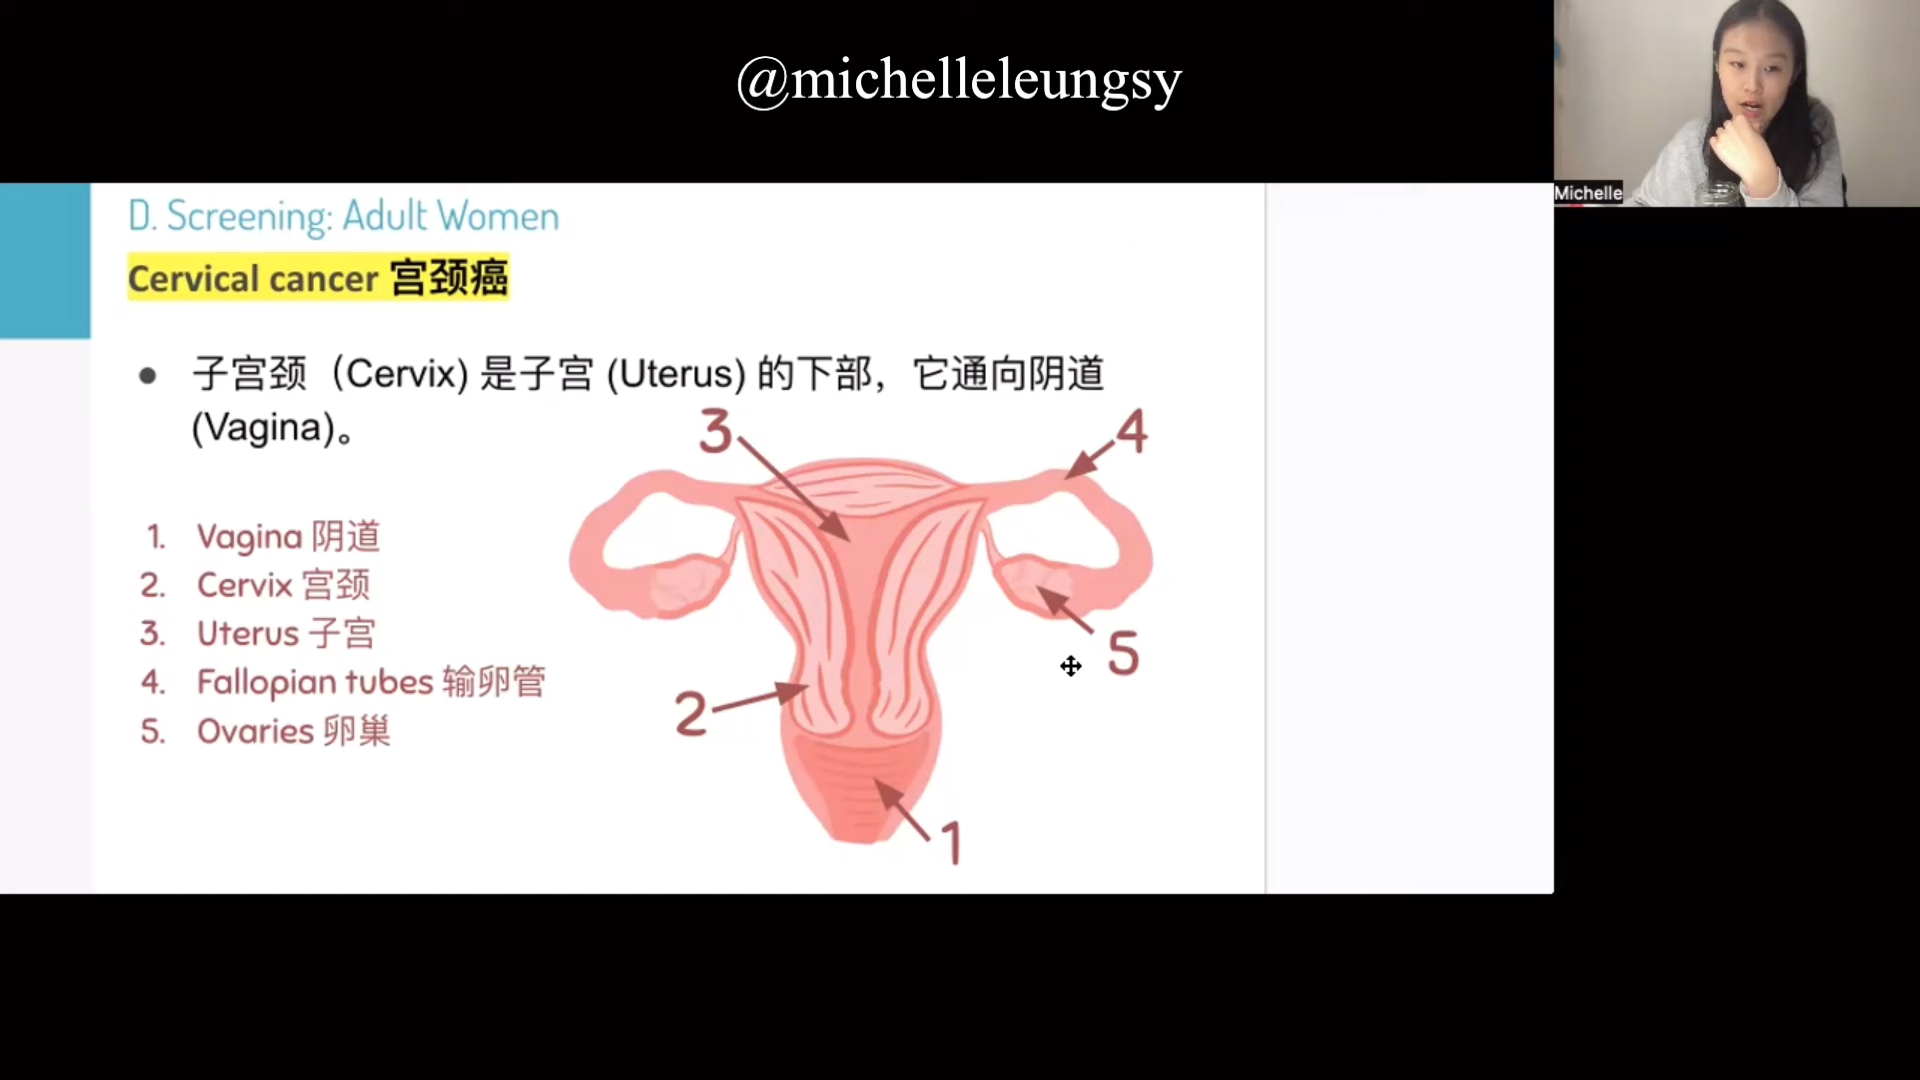 @michelleleungsy
Michelle
D. Screening: Adult Women
Cervical cancer 宫颈癌
● 子宫颈（Cervix) 是子宫 (Uterus) 的下部，它通向阴道
(Vagina)。
3
4
1. Vagina 阴道
2. Cervix 宫颈
3. Uterus 子宫
4. Fallopian tubes 输卵管
5. Ovaries 卵巢
5
2
1